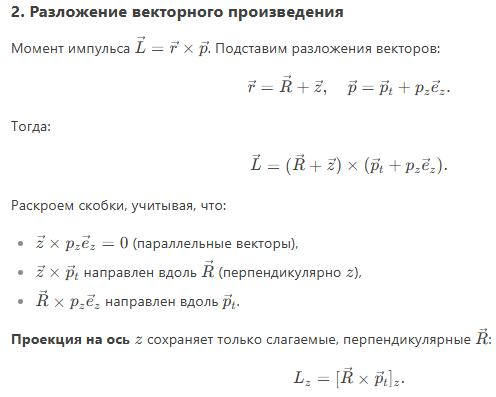 2. Разложение векторного произведения
Момент импульса $\vec{L} = \vec{r} \times \vec{p}$. Подставим разложения векторов:
$\vec{r} = \vec{R} + \vec{z}, \quad \vec{p} = \vec{p}_t + p_z\vec{e}_z.$
Тогда:
$\vec{L} = (\vec{R} + \vec{z}) \times (\vec{p}_t + p_z\vec{e}_z).$
Раскроем скобки, учитывая, что:
• $\vec{z} \times p_z\vec{e}_z = 0$ (параллельные векторы),
• $\vec{z} \times \vec{p}_t$ направлен вдоль $\vec{R}$ (перпендикулярно $z$),
• $\vec{R} \times p_z\vec{e}_z$ направлен вдоль $\vec{p}_t$.
Проекция на ось $z$ сохраняет только слагаемые, перпендикулярные $\vec{R}$:
$L_z = [\vec{R} \times \vec{p}_t]_z.$